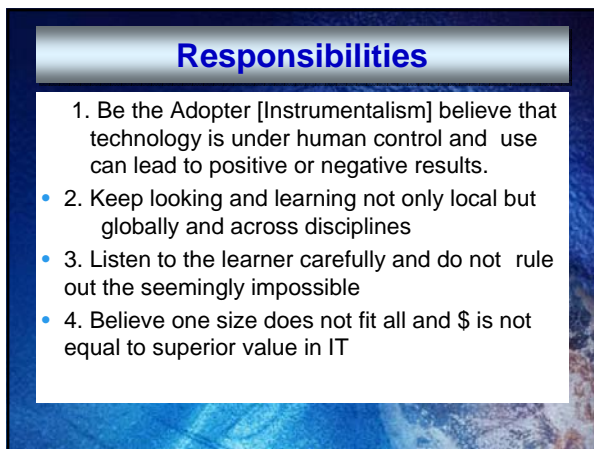 Responsibilities
1. Be the Adopter [Instrumentalism] believe that
technology is under human control and use
can lead to positive or negative results.
• 2. Keep looking and learning not only local but
globally and across disciplines
• 3. Listen to the learner carefully and do not rule
out the seemingly impossible
• 4. Believe one size does not fit all and $ is not
equal to superior value in IT